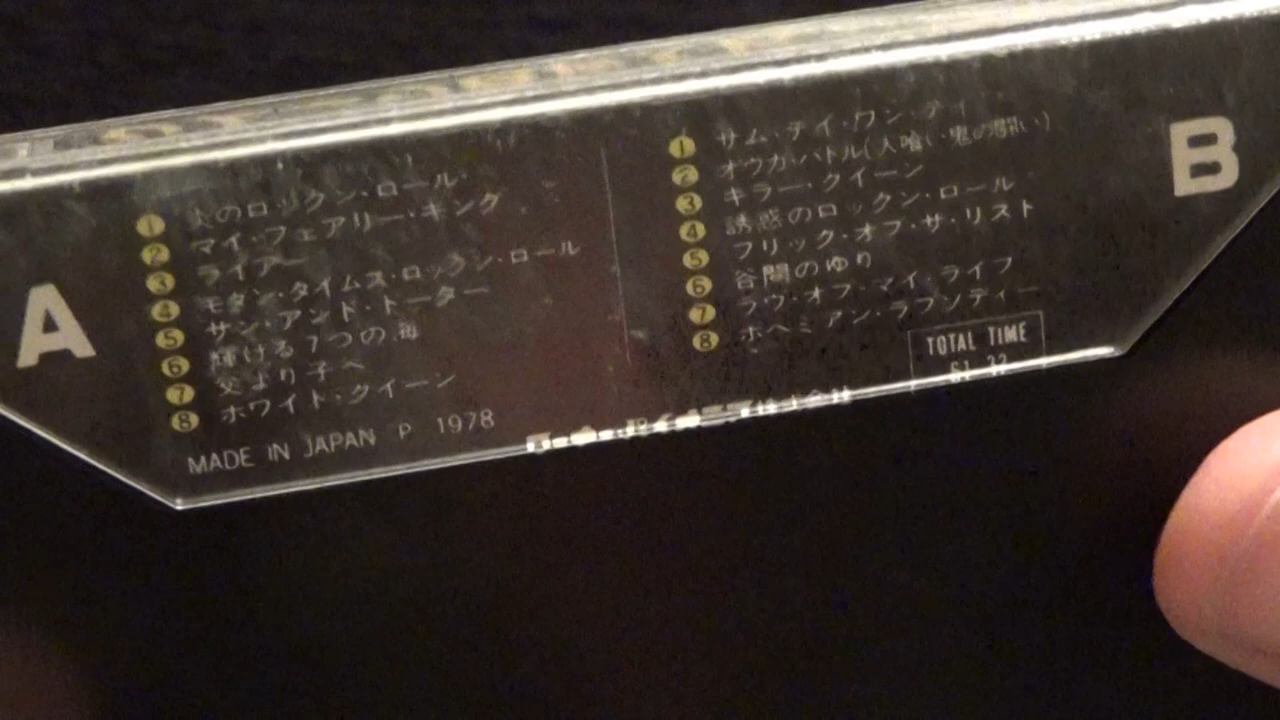 A
1 炎のロックン・ロール
2 マイ・フェアリー・キング
3 ライアー
4 モダン・タイムス・ロックン・ロール
5 サン・アンド・ドーター
6 輝ける7つの海
7 父より子へ
8 ホワイト・クイーン
MADE IN JAPAN P 1978
B
1 サム・デイ・ワン・デイ
2 オウガ・バトル(人喰い鬼の闘い)
3 キラー・クイーン
4 誘惑のロックン・ロール
5 フリック・オブ・ザ・リスト
6 谷間のゆり
7 ラヴ・オブ・マイ・ライフ
8 ボヘミアン・ラプソディー
TOTAL TIME